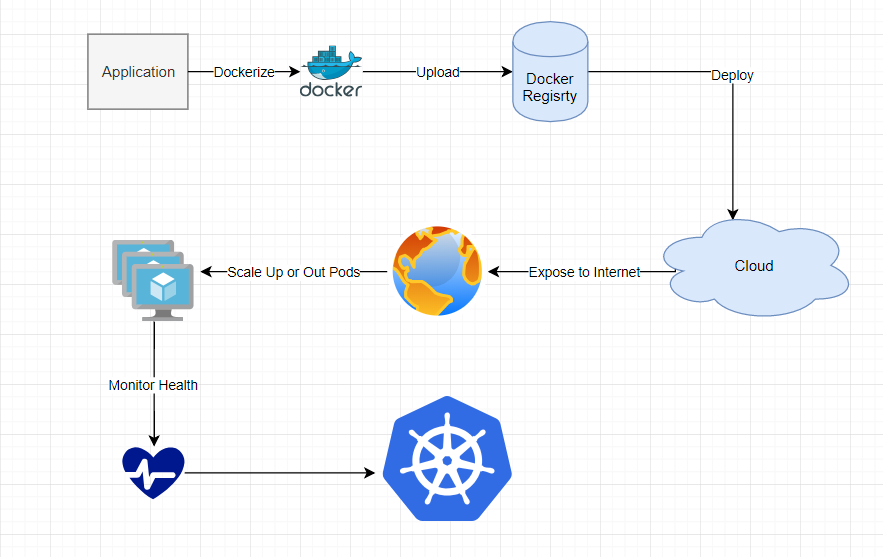 Application
Dockerize
docker
Upload
Docker
Regisrty
Deploy
Scale Up or Out Pods
Expose to Internet
Cloud
Monitor Health